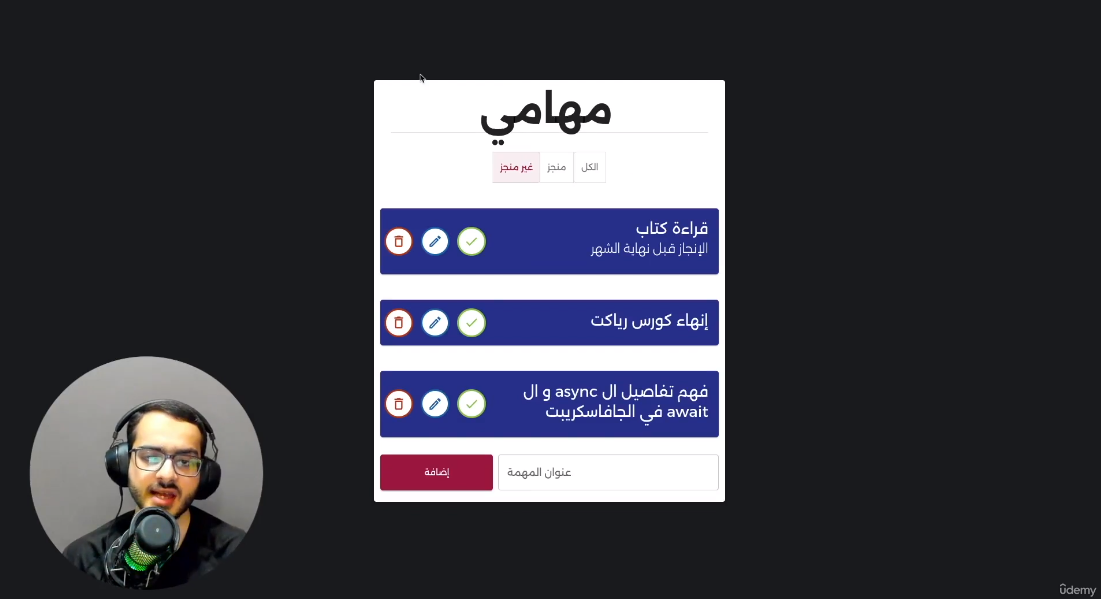 مهامي
الكل
منجز
غير منجز
قراءة كتاب
الإنجاز قبل نهاية الشهر
إنهاء كورس رياكت
فهم تفاصيل ال async و ال
await في الجافاسكريبت
عنوان المهمة
إضافة
ûdemy